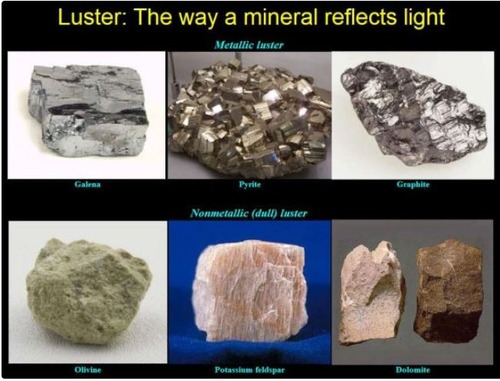 Luster: The way a mineral reflects light
Metallic luster
Galena
Pyrite
Graphite
Nonmetallic (dull) luster
Olivine
Potassium feldspar
Dolomite